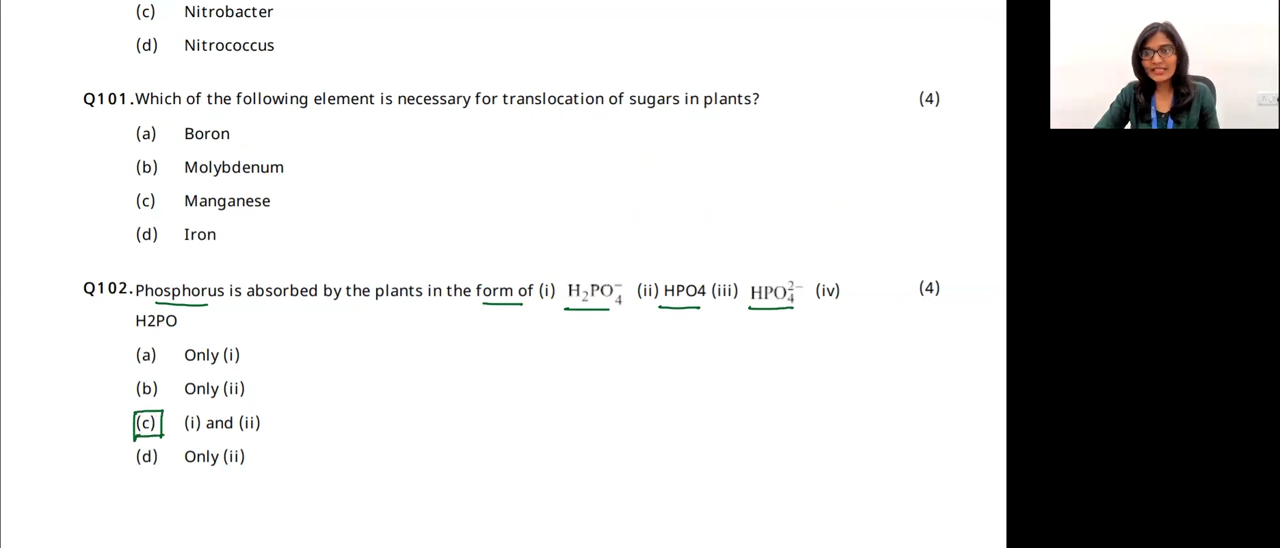 (c) Nitrobacter
(d) Nitrococcus
Q101. Which of the following element is necessary for translocation of sugars in plants? (4)
(a) Boron
(b) Molybdenum
(c) Manganese
(d) Iron
Q102. Phosphorus is absorbed by the plants in the form of (i) H₂PO₄⁻ (ii) HPO4 (iii) HPO₄²⁻ (iv) (4)
H2PO
(a) Only (i)
(b) Only (ii)
(c) (i) and (ii)
(d) Only (ii)